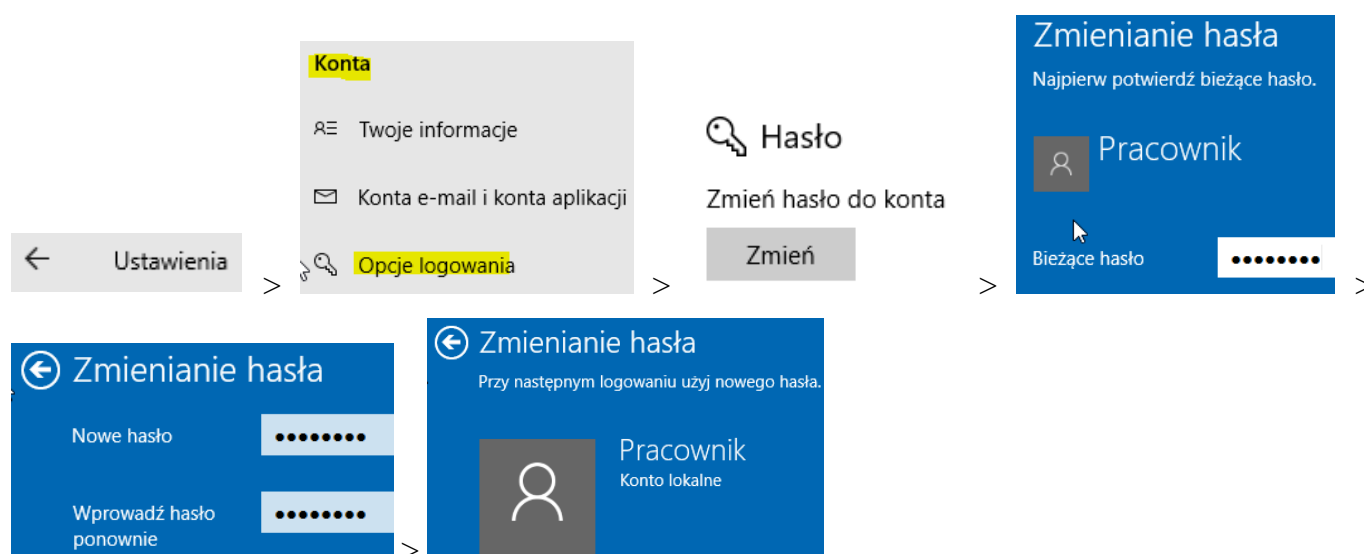 Ustawienia
>
Konta
Twoje informacje
Konta e-mail i konta aplikacji
Opcje logowania
>
Hasło
Zmień hasło do konta
Zmień
>
Zmienianie hasła
Najpierw potwierdź bieżące hasło.
Pracownik
Bieżące hasło ••••••••
>
Zmienianie hasła
Nowe hasło ••••••••
Wprowadź hasło ••••••••
ponownie
>
Zmienianie hasła
Przy następnym logowaniu użyj nowego hasła.
Pracownik
Konto lokalne